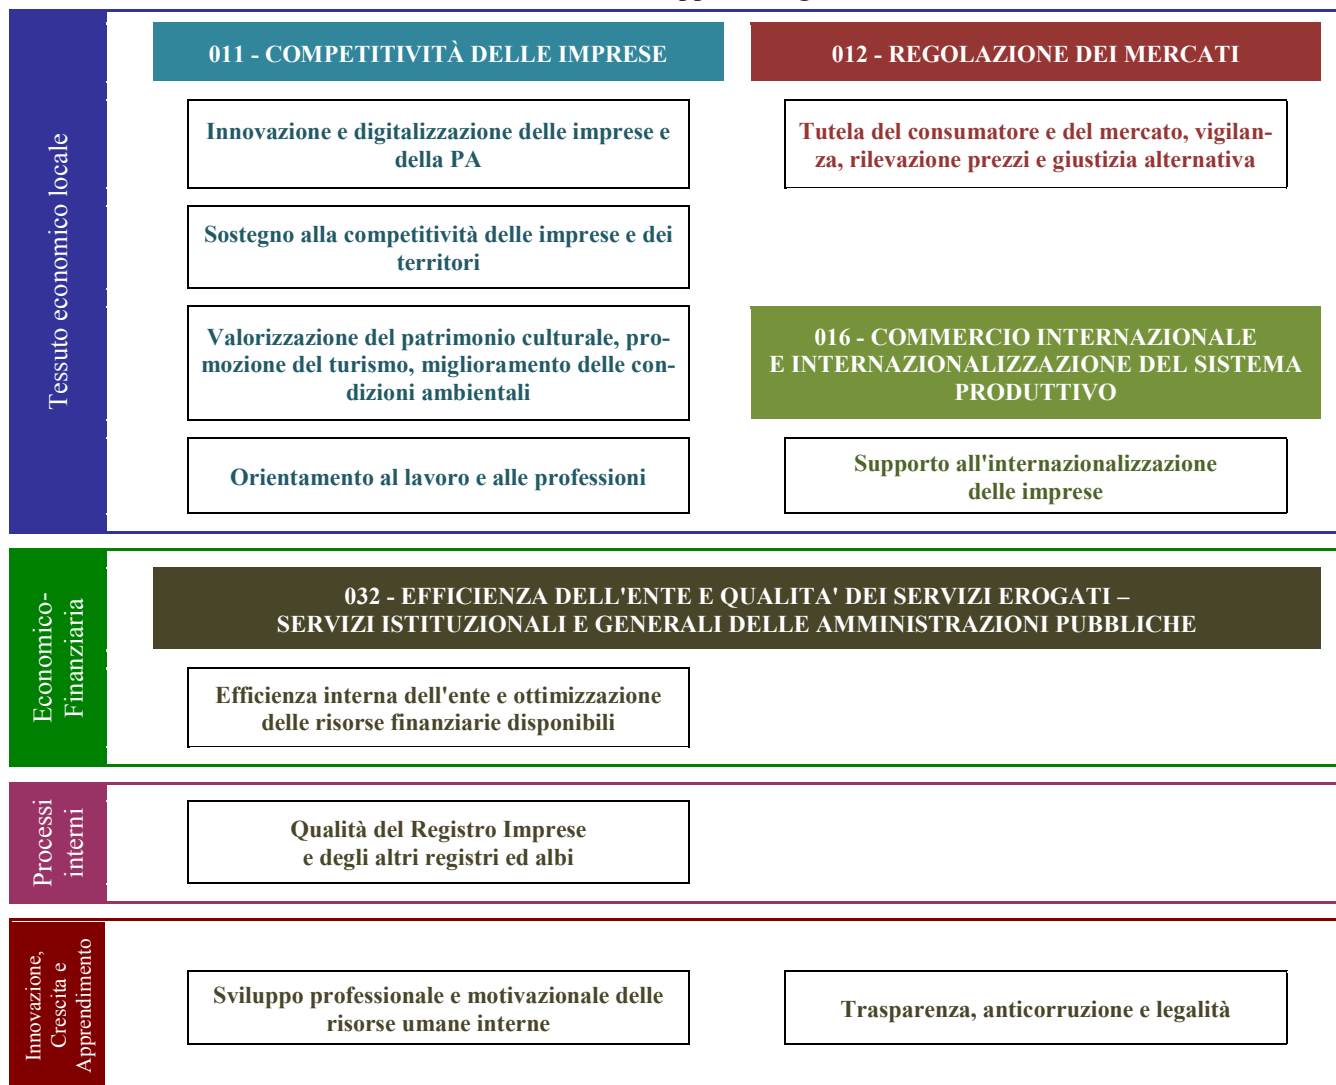 Tessuto economico locale
011 - COMPETITIVITÀ DELLE IMPRESE
Innovazione e digitalizzazione delle imprese e
della PA
Sostegno alla competitività delle imprese e dei
territori
Valorizzazione del patrimonio culturale, pro-
mozione del turismo, miglioramento delle con-
dizioni ambientali
Orientamento al lavoro e alle professioni
012 - REGOLAZIONE DEI MERCATI
Tutela del consumatore e del mercato, vigilan-
za, rilevazione prezzi e giustizia alternativa
016 - COMMERCIO INTERNAZIONALE
E INTERNAZIONALIZZAZIONE DEL SISTEMA
PRODUTTIVO
Supporto all'internazionalizzazione
delle imprese
Economico-
Finanziaria
032 - EFFICIENZA DELL'ENTE E QUALITA' DEI SERVIZI EROGATI –
SERVIZI ISTITUZIONALI E GENERALI DELLE AMMINISTRAZIONI PUBBLICHE
Efficienza interna dell'ente e ottimizzazione
delle risorse finanziarie disponibili
Processi
interni
Qualità del Registro Imprese
e degli altri registri ed albi
Innovazione,
Crescita e
Apprendimento
Sviluppo professionale e motivazionale delle
risorse umane interne
Trasparenza, anticorruzione e legalità